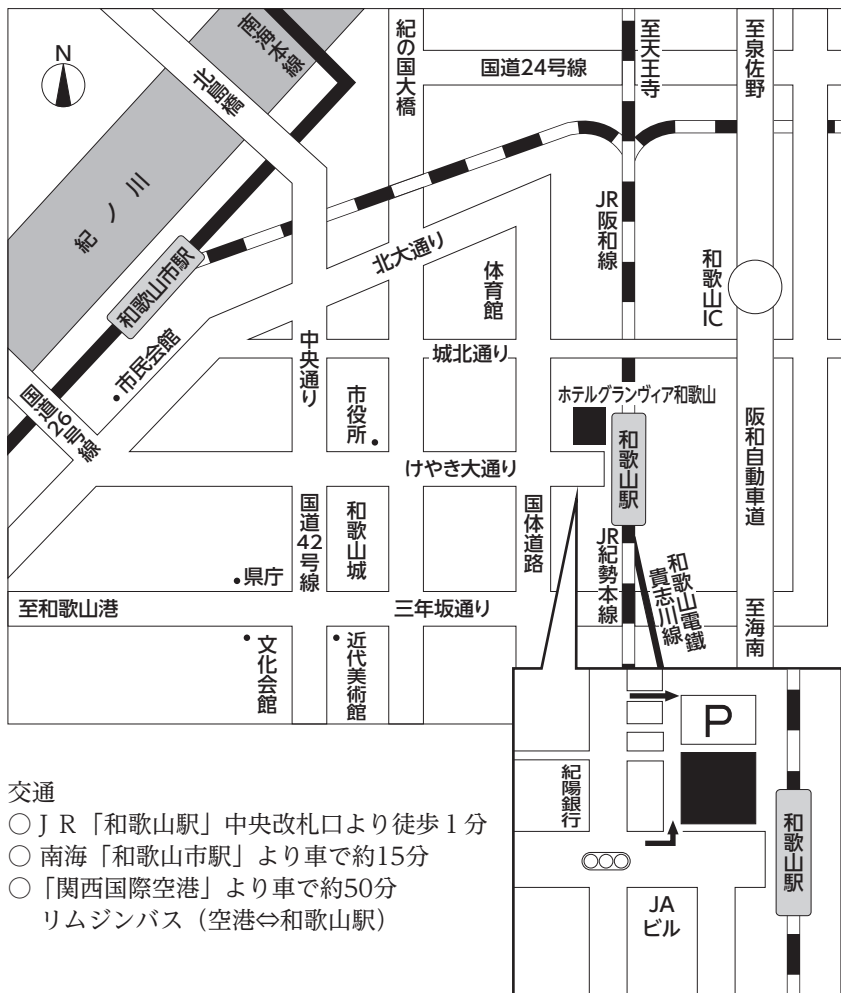 N
南海本線
北島橋
紀の国大橋
国道24号線
至天王寺
至泉佐野
紀ノ川
和歌山市駅
北大通り
体育館
JR阪和線
和歌山IC
市民会館
中央通り
城北通り
国道26号線
市役所
ホテルグランヴィア和歌山
けやき大通り
和歌山駅
阪和自動車道
国道42号線
和歌山城
国体道路
JR紀勢本線
和歌山電鐵
貴志川線
県庁
至和歌山港
三年坂通り
至海南
文化会館
近代美術館
P
紀陽銀行
和歌山駅
JA
ビル
交通
○ＪＲ「和歌山駅」中央改札口より徒歩1分
○南海「和歌山市駅」より車で約15分
○「関西国際空港」より車で約50分
リムジンバス（空港⇔和歌山駅）